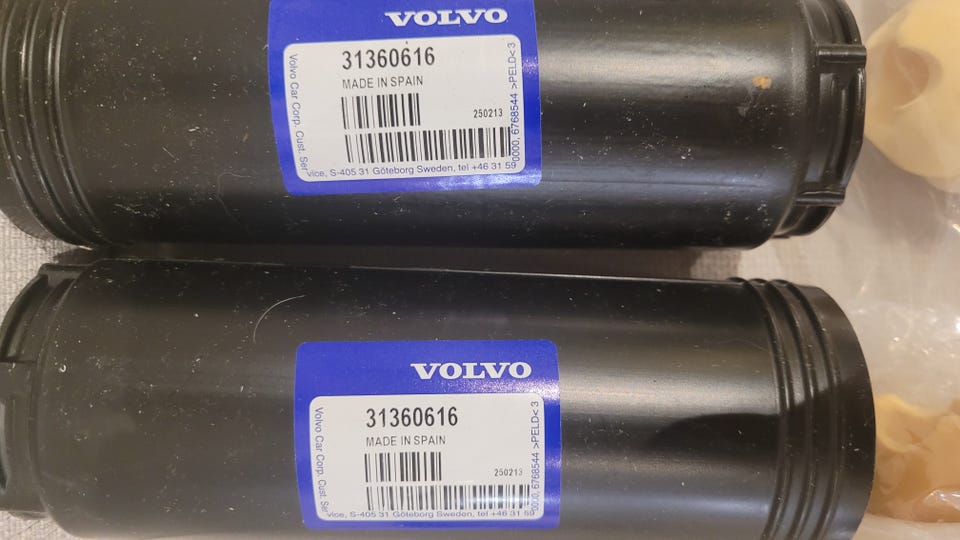 VOLVO
31360616
MADE IN SPAIN
250213
Volvo Car Corp. Cust. Service, S-405 31 Göteborg Sweden, tel +46 31 59
0000, 6768544 >PELD< 3
VOLVO
31360616
MADE IN SPAIN
250213
Volvo Car Corp. Cust. Service, S-405 31 Göteborg Sweden, tel +46 31 59
0000, 6768544 >PELD< 3